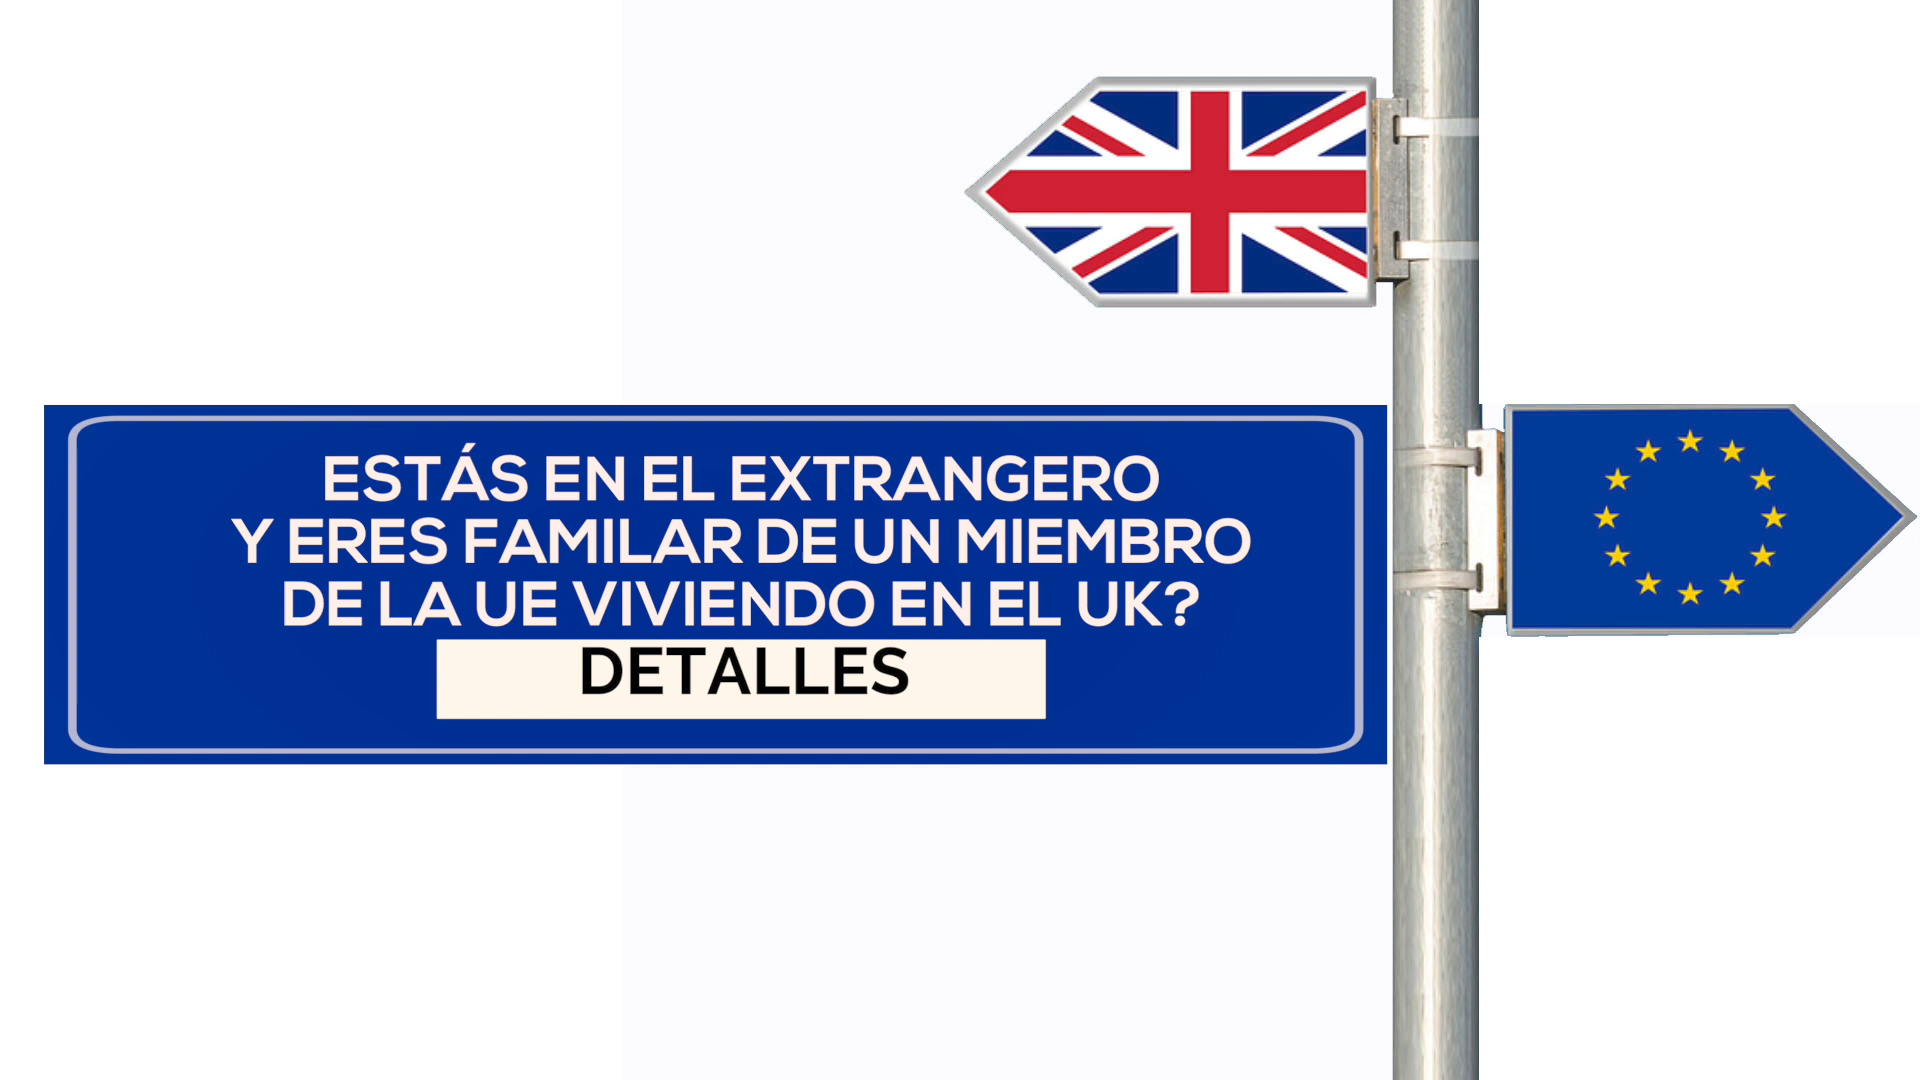 ESTÁS EN EL EXTRANGERO
Y ERES FAMILAR DE UN MIEMBRO
DE LA UE VIVIENDO EN EL UK?
DETALLES